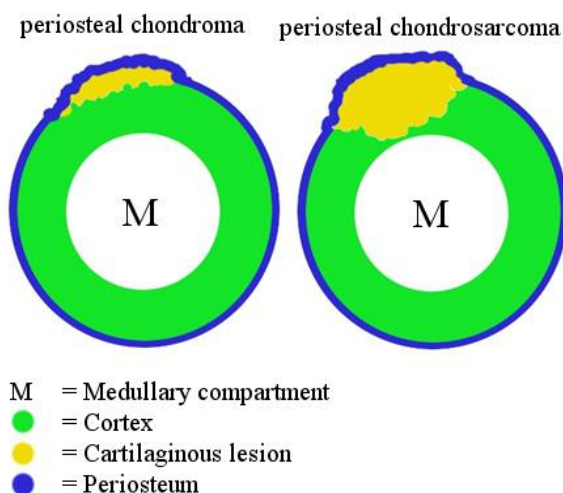 periosteal chondroma
periosteal chondrosarcoma
M
M
M = Medullary compartment
= Cortex
= Cartilaginous lesion
= Periosteum